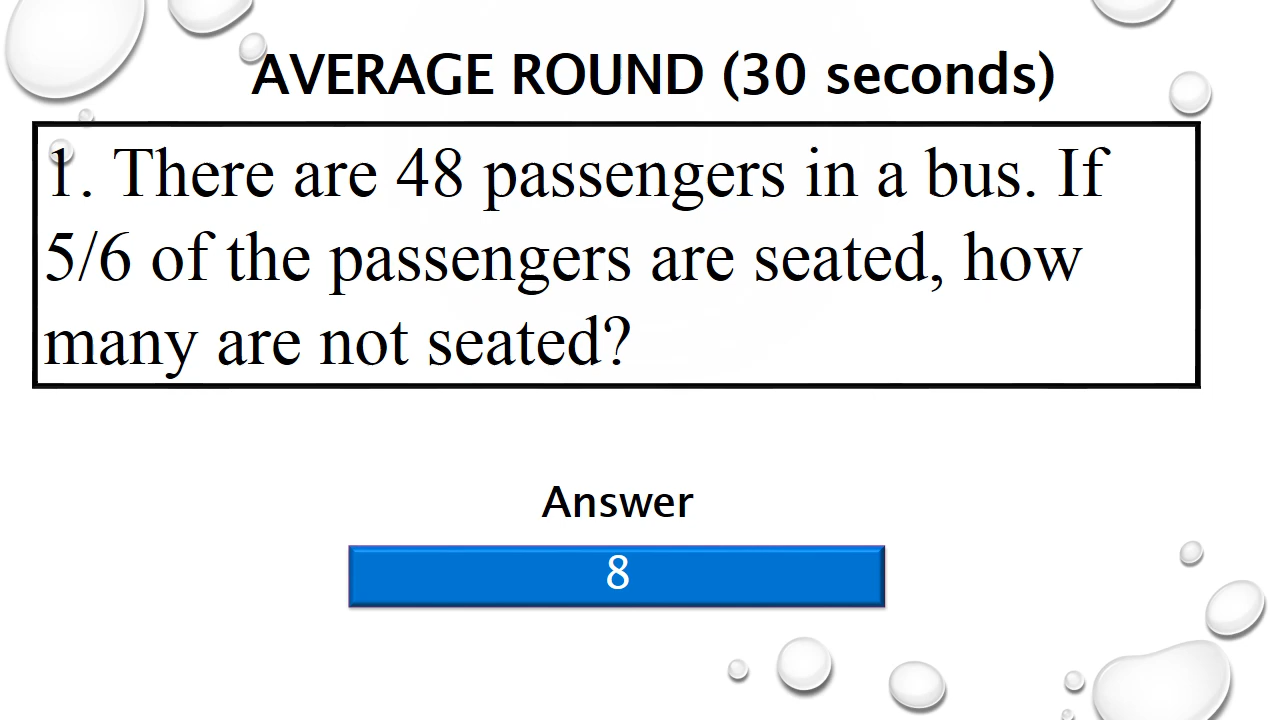 AVERAGE ROUND (30 seconds)
1. There are 48 passengers in a bus. If
5/6 of the passengers are seated, how
many are not seated?
Answer
8